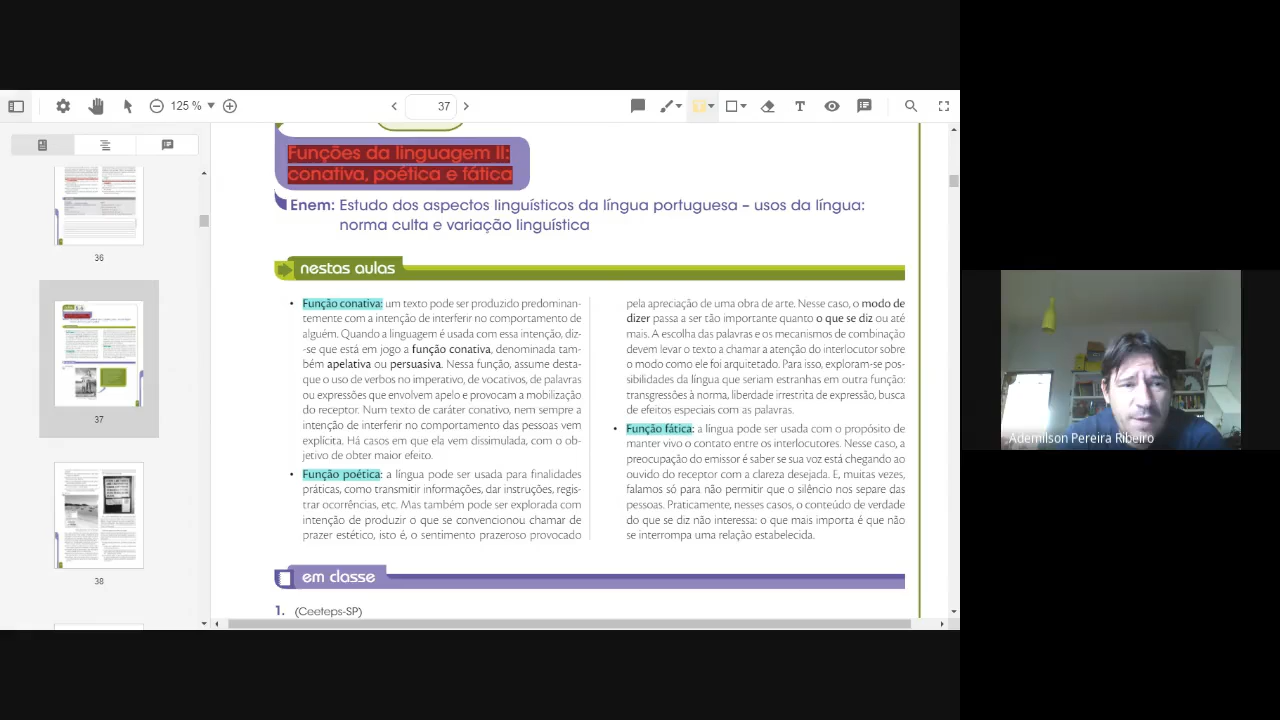 125 %
37
Funções da linguagem II:
conativa, poética e fática
Enem: Estudo dos aspectos linguísticos da língua portuguesa – usos da língua:
norma culta e variação linguística
nestas aulas
• Função conativa: um texto pode ser produzido predominan-
temente com a intenção de interferir no comportamento de
alguém. Quando a linguagem é usada com esse intento, diz-
-se que está em jogo a função conativa, denominada tam-
bém apelativa ou persuasiva. Nessa função, assume desta-
que o uso de verbos no imperativo, de vocativos, de palavras
ou expressões que envolvem apelo e provocam a mobilização
do receptor. Num texto de caráter conativo, nem sempre a
intenção de interferir no comportamento das pessoas vem
explícita. Há casos em que ela vem dissimulada, com o ob-
jetivo de obter maior efeito.
• Função poética: a língua pode ser usada com finalidades
práticas, como transmitir informações, dar instruções, regis-
trar ocorrências, etc. Mas também pode ser explorada com
intenção de produzir o que se convencionou chamar de
prazer estético, isto é, o sentimento prazeroso provocado
pela apreciação de uma obra de arte. Nesse caso, o modo de
dizer passa a ser tão importante quanto o que se diz ou até
mais. A escolha das palavras e os mecanismos de combinação
devem levar o texto a chamar a atenção do interlocutor sobre
o modo como ele foi arquitetado. Para isso, exploram-se pos-
sibilidades da língua que seriam estranhas em outra função:
transgressões à norma, liberdade irrestrita de expressão, busca
de efeitos especiais com as palavras.
• Função fática: a língua pode ser usada com o propósito de
manter vivo o contato entre os interlocutores. Nesse caso, a
preocupação do emissor é saber se sua voz está chegando ao
ouvido do receptor com a clareza desejada. E, muitas vezes,
falamos só para não permitir que o silêncio nos separe das
pessoas. Praticamente, nesses casos, o conteúdo de verdade
do que se diz não interessa: o que mais importa é que não
se interrompa uma relação estabelecida.
em classe
1. (Ceeteps-SP)
36
37
38
Ademilson Pereira Ribeiro